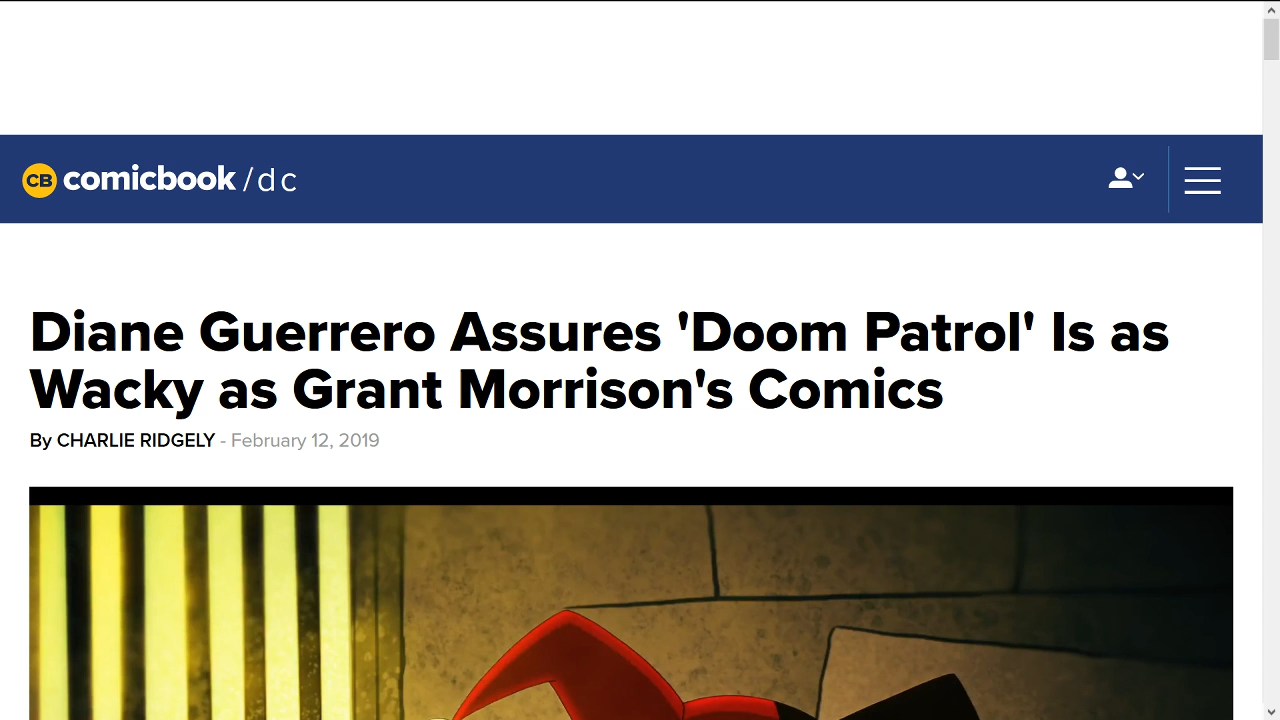 CB comicbook / dc
Diane Guerrero Assures 'Doom Patrol' Is as
Wacky as Grant Morrison's Comics
By CHARLIE RIDGELY - February 12, 2019